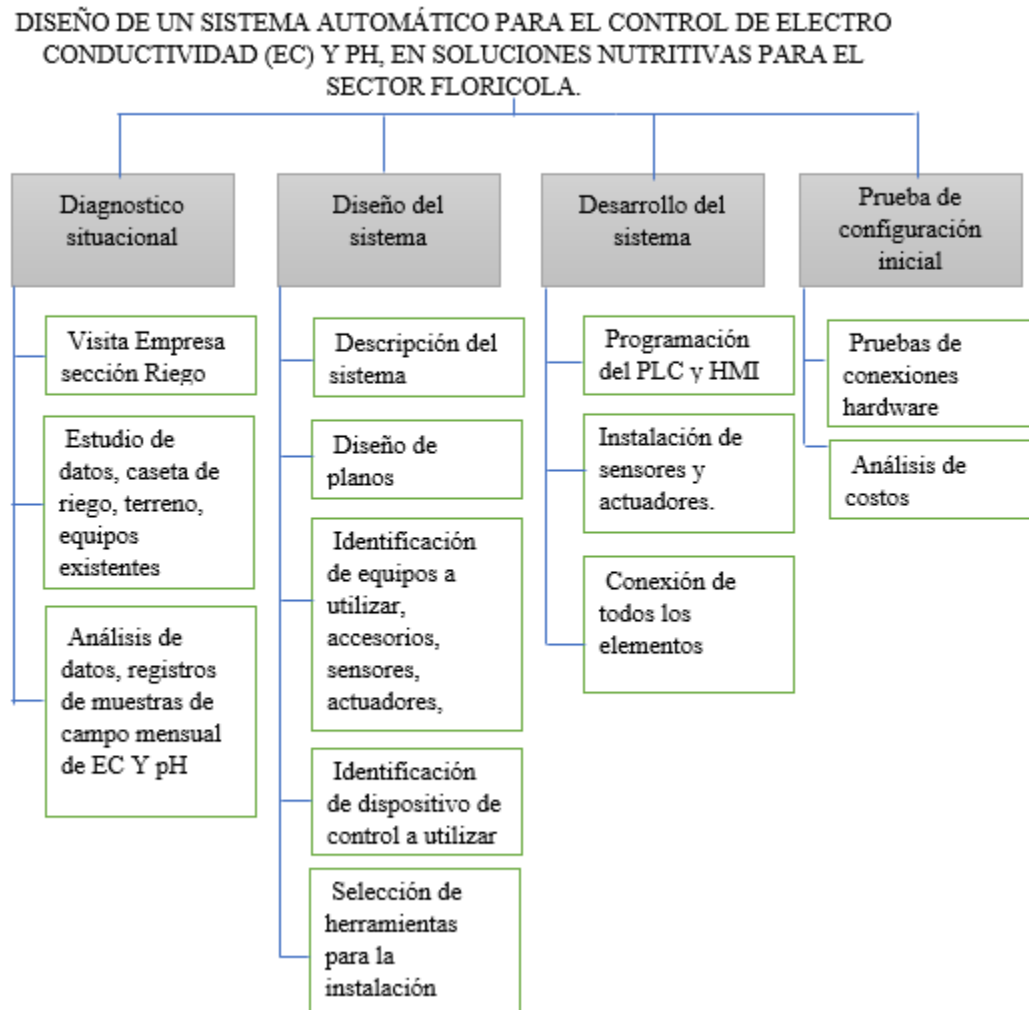 DISEÑO DE UN SISTEMA AUTOMÁTICO PARA EL CONTROL DE ELECTRO
CONDUCTIVIDAD (EC) Y PH, EN SOLUCIONES NUTRITIVAS PARA EL
SECTOR FLORICOLA.
Diagnostico
situacional
Visita Empresa
sección Riego
Estudio de
datos, caseta de
riego, terreno,
equipos
existentes
Análisis de
datos, registros
de muestras de
campo mensual
de EC Y pH
Diseño del
sistema
Descripción del
sistema
Diseño de
planos
Identificación
de equipos a
utilizar,
accesorios,
sensores,
actuadores,
Identificación
de dispositivo de
control a utilizar
Selección de
herramientas
para la
instalación
Desarrollo del
sistema
Programación
del PLC y HMI
Instalación de
sensores y
actuadores.
Conexión de
todos los
elementos
Prueba de
configuración
inicial
Pruebas de
conexiones
hardware
Análisis de
costos